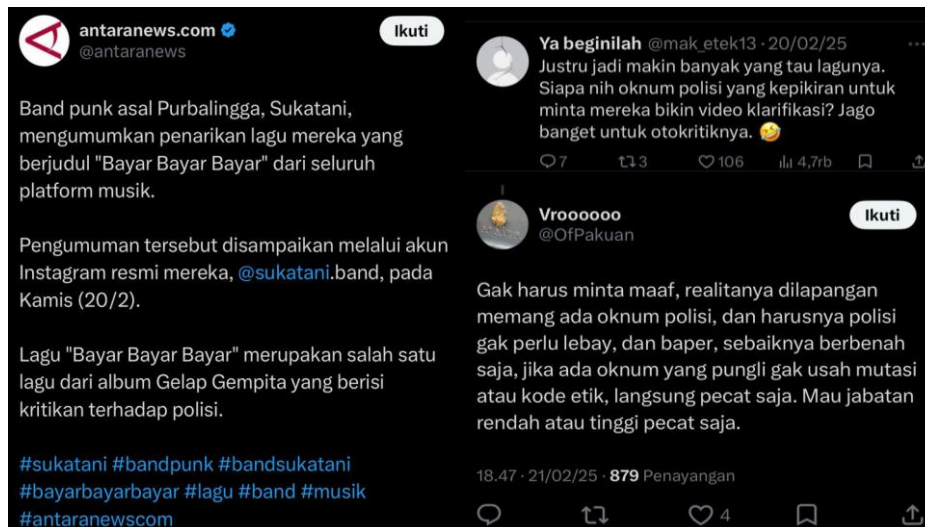 antaranews.com
@antaranews
Ikuti
Band punk asal Purbalingga, Sukatani,
mengumumkan penarikan lagu mereka yang
berjudul "Bayar Bayar Bayar" dari seluruh
platform musik.
Pengumuman tersebut disampaikan melalui akun
Instagram resmi mereka, @sukatani.band, pada
Kamis (20/2).
Lagu "Bayar Bayar Bayar" merupakan salah satu
lagu dari album Gelap Gempita yang berisi
kritikan terhadap polisi.
#sukatani #bandpunk #bandsukatani
#bayarbayarbayar #lagu #band #musik
#antaranewscom
Ya beginilah @mak_etek13 · 20/02/25
Justru jadi makin banyak yang tau lagunya.
Siapa nih oknum polisi yang kepikiran untuk
minta mereka bikin video klarifikasi? Jago
banget untuk otokritiknya. 🤣
7 3 106 4,7rb
Vroooooo
@OfPakuan
Ikuti
Gak harus minta maaf, realitanya dilapangan
memang ada oknum polisi, dan harusnya polisi
gak perlu lebay, dan baper, sebaiknya berbenah
saja, jika ada oknum yang pungli gak usah mutasi
atau kode etik, langsung pecat saja. Mau jabatan
rendah atau tinggi pecat saja.
18.47 · 21/02/25 · 879 Penayangan
4